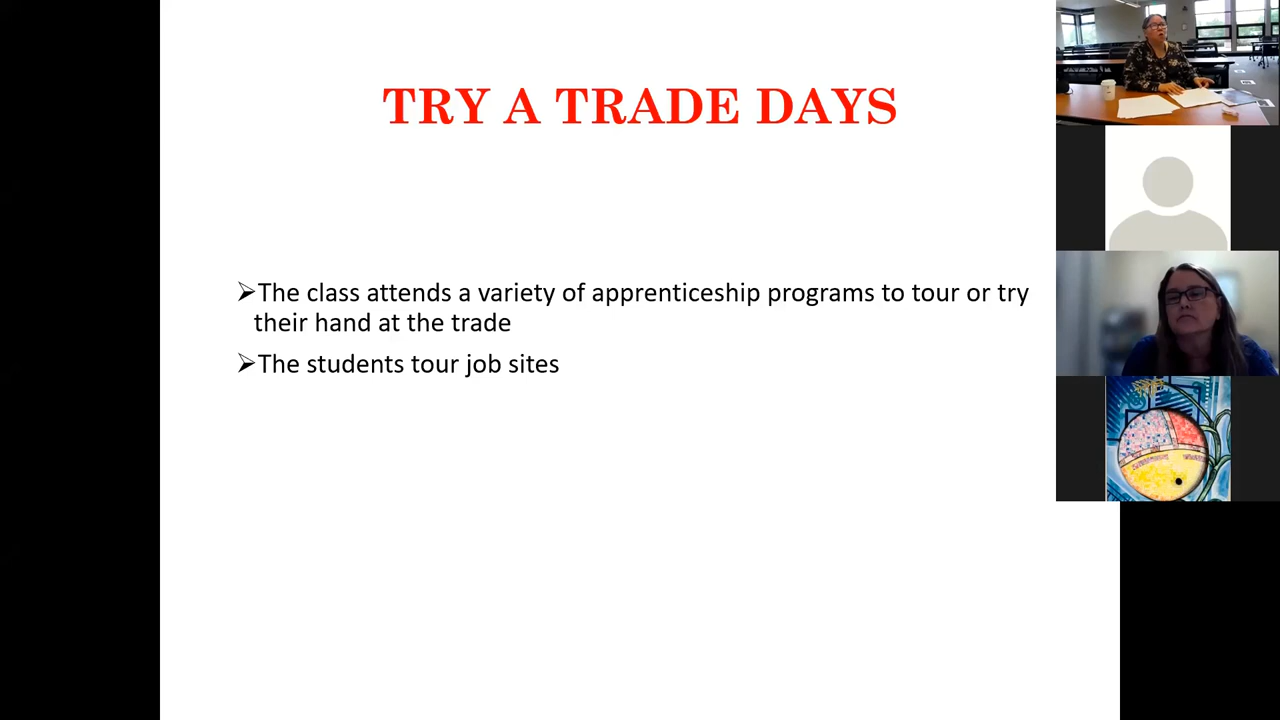 TRY A TRADE DAYS
➢The class attends a variety of apprenticeship programs to tour or try
their hand at the trade
➢The students tour job sites